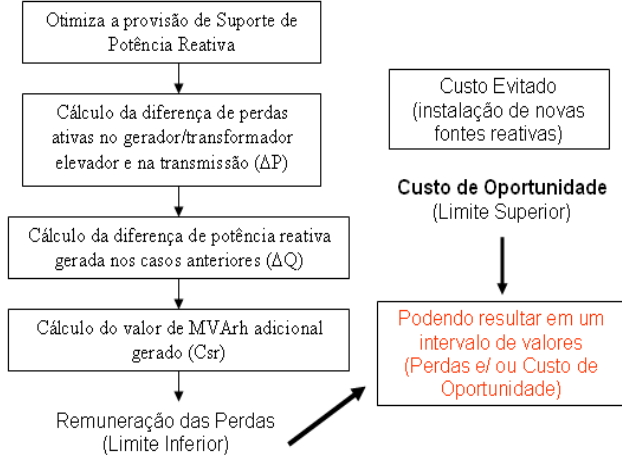 Otimiza a provisão de Suporte de
Potência Reativa
Cálculo da diferença de perdas
ativas no gerador/transformador
elevador e na transmissão (ΔP)
Cálculo da diferença de potência reativa
gerada nos casos anteriores (ΔQ)
Cálculo do valor de MVArh adicional
gerado (Csr)
Remuneração das Perdas
(Limite Inferior)
Custo Evitado
(instalação de novas
fontes reativas)
Custo de Oportunidade
(Limite Superior)
Podendo resultar em um
intervalo de valores
(Perdas e/ ou Custo de
Oportunidade)